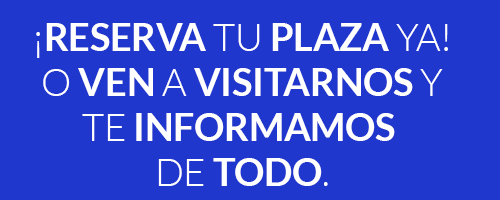 ¡RESERVA TU PLAZA YA!
O VEN A VISITARNOS Y
TE INFORMAMOS
DE TODO.